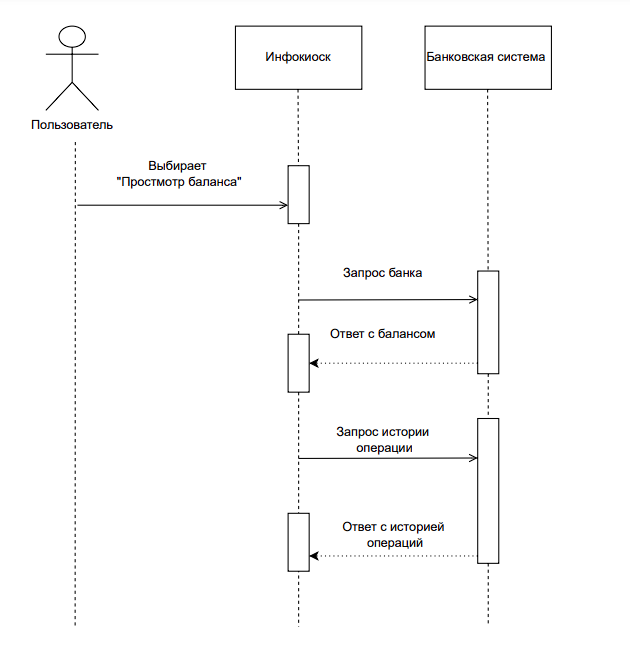 Инфокиоск
Банковская система
Пользователь
Выбирает
"Простмотр баланса"
Запрос банка
Ответ с балансом
Запрос истории
операции
Ответ с историей
операций